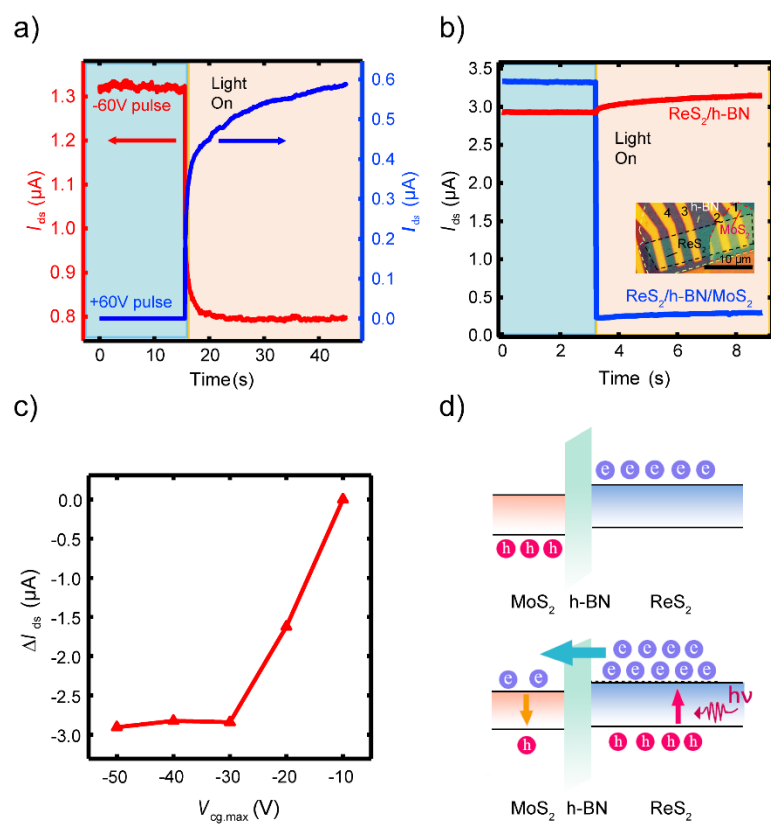 a)
Light
On
-60V pulse
+60V pulse
1.3
1.2
1.1
1.0
0.9
0.8
I ds (µA)
0.6
0.5
0.4
0.3
0.2
0.1
0.0
I ds (µA)
0 10 20 30 40
Time (s)
b)
3.5
3.0
2.5
2.0
1.5
1.0
0.5
0.0
I ds (µA)
ReS2/h-BN
Light
On
h-BN
4 3 2 1
MoS2
ReS2
10 µm
ReS2/h-BN/MoS2
0 2 4 6 8
Time (s)
c)
0.0
-0.5
-1.0
-1.5
-2.0
-2.5
-3.0
ΔI ds (µA)
-50 -40 -30 -20 -10
Vcg.max (V)
d)
e e e e e
h h h
MoS2 h-BN ReS2
e e e e
e e e e e e e
hν
h h h h h
MoS2 h-BN ReS2